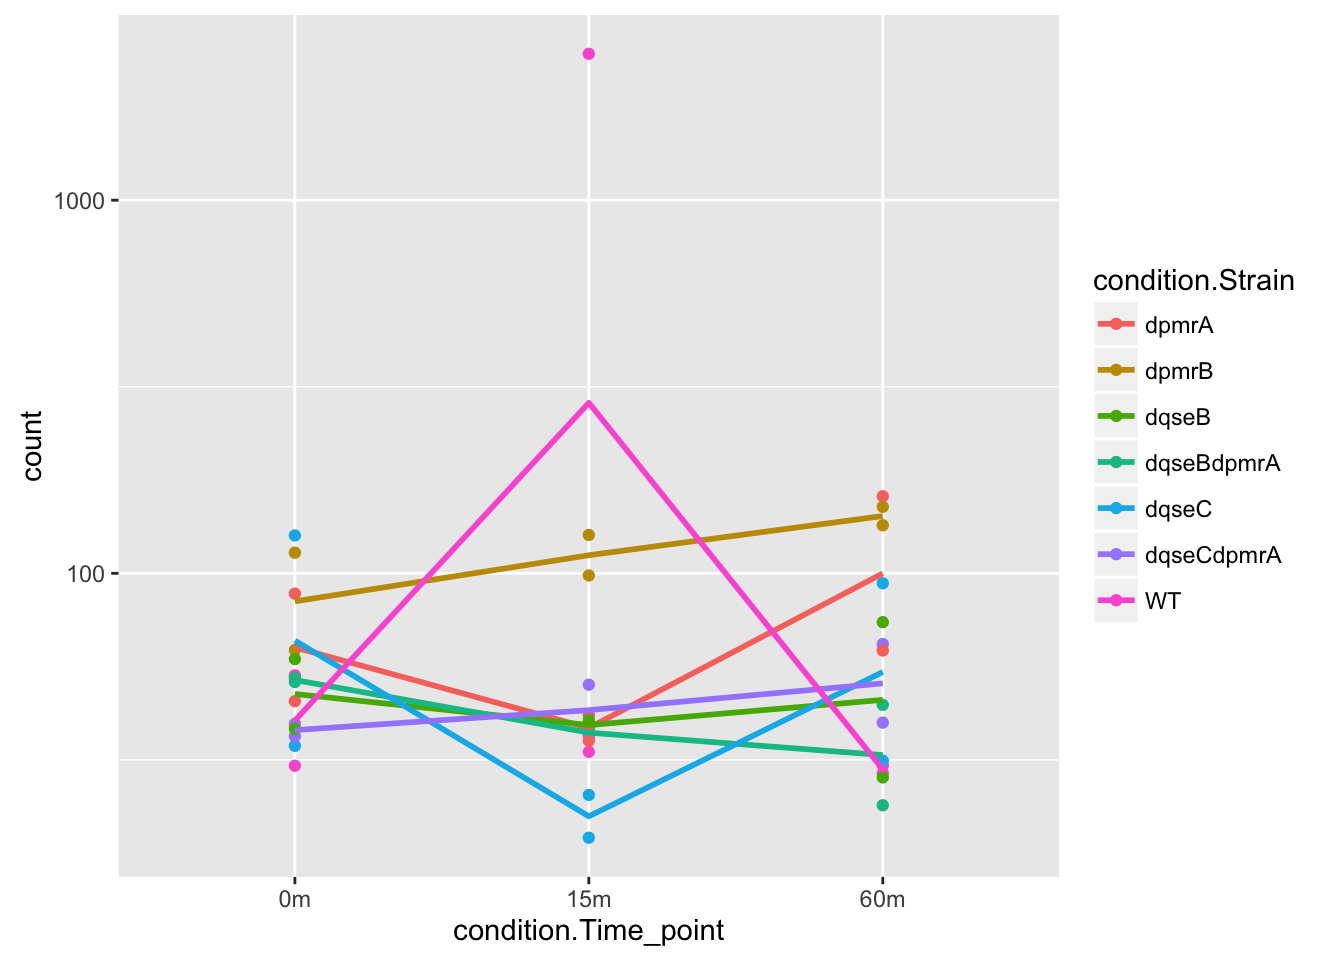 1000
100
count
0m 15m 60m
condition.Time_point
condition.Strain
dpmrA
dpmrB
dqseB
dqseBdpmrA
dqseC
dqseCdpmrA
WT